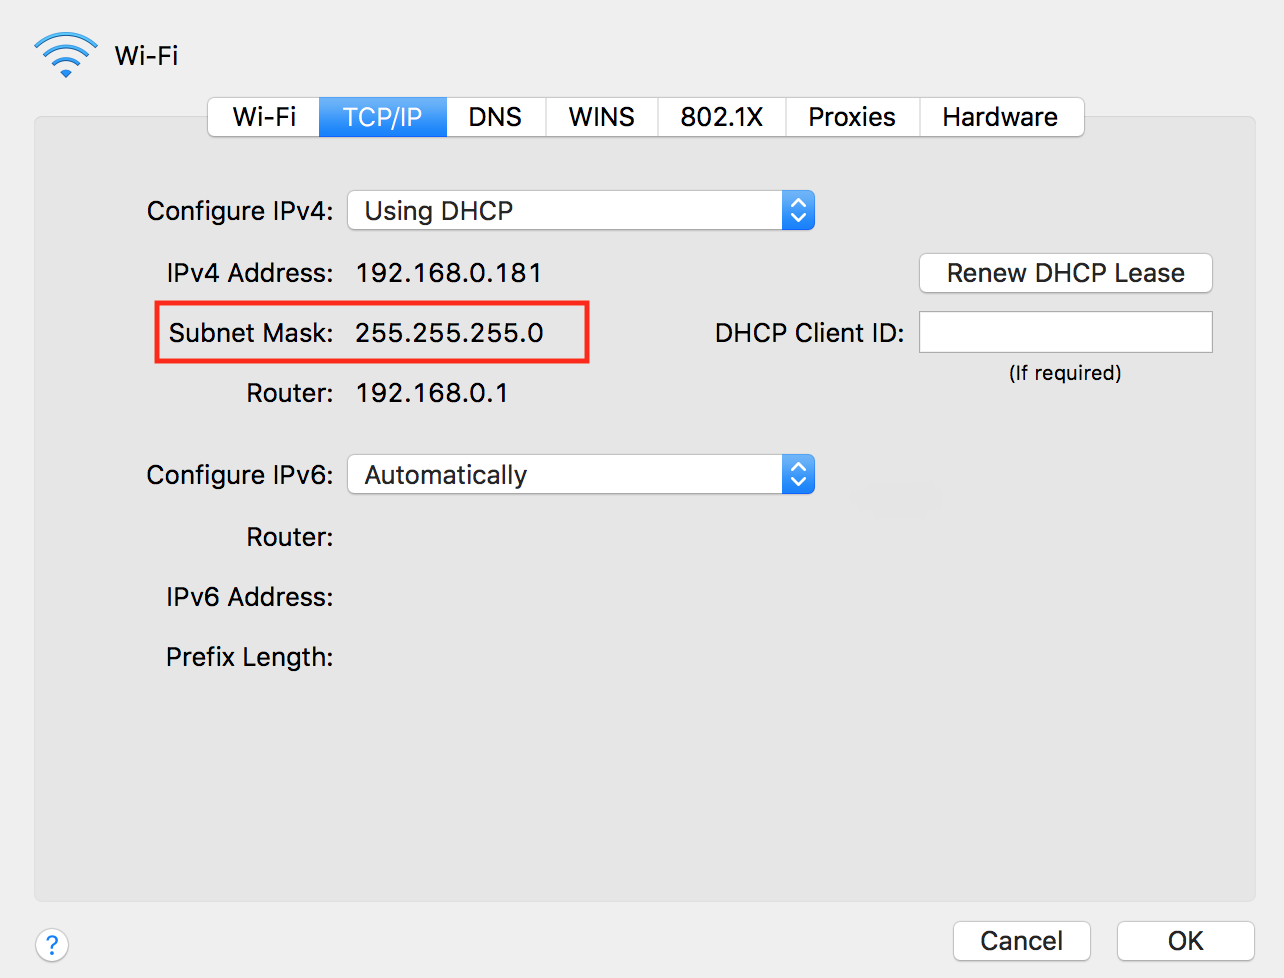 Wi-Fi
Wi-Fi TCP/IP DNS WINS 802.1X Proxies Hardware
Configure IPv4: Using DHCP
IPv4 Address: 192.168.0.181 Renew DHCP Lease
Subnet Mask: 255.255.255.0 DHCP Client ID:
(If required)
Router: 192.168.0.1
Configure IPv6: Automatically
Router:
IPv6 Address:
Prefix Length:
? Cancel OK